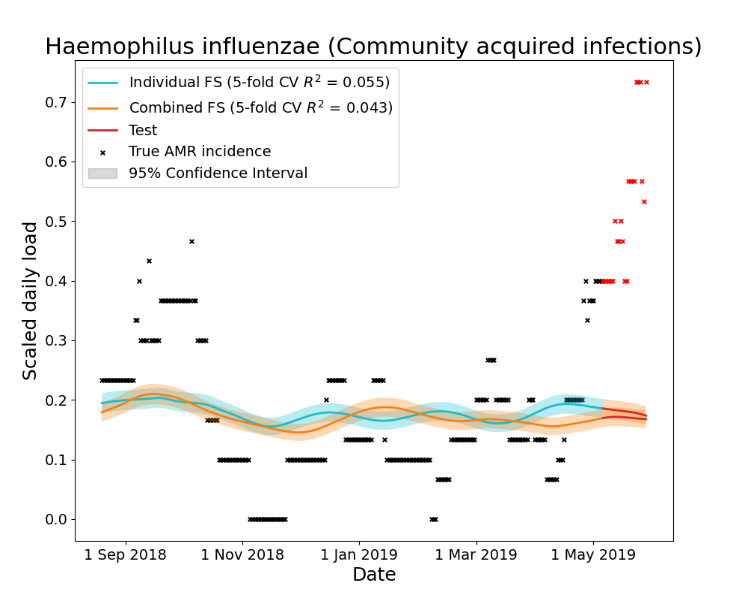 Haemophilus influenzae (Community acquired infections)
Individual FS (5-fold CV R² = 0.055)
Combined FS (5-fold CV R² = 0.043)
Test
True AMR incidence
95% Confidence Interval
Scaled daily load
0.7
0.6
0.5
0.4
0.3
0.2
0.1
0.0
1 Sep 2018
1 Nov 2018
1 Jan 2019
1 Mar 2019
1 May 2019
Date